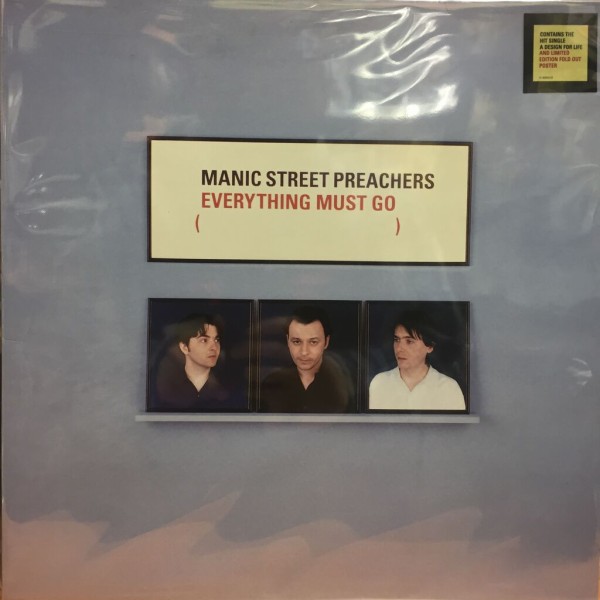 CONTAINS THE
HIT SINGLE
A DESIGN FOR LIFE
AND LIMITED
EDITION FOLD OUT
POSTER
MANIC STREET PREACHERS
EVERYTHING MUST GO
( )